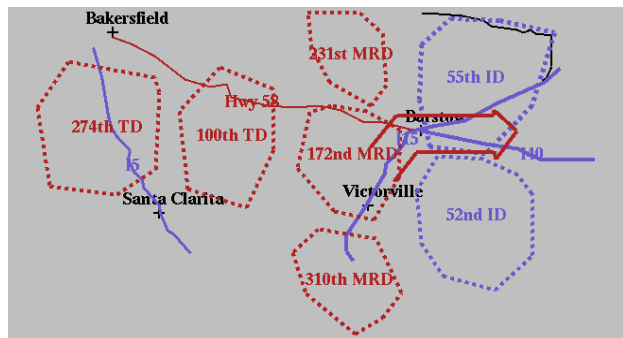 Bakersfield
231st MRD
55th ID
Hwy 58
Barstow
274th TD
100th TD
I15
172nd MRD
I40
I5
Santa Clarita
Victorville
52nd ID
310th MRD